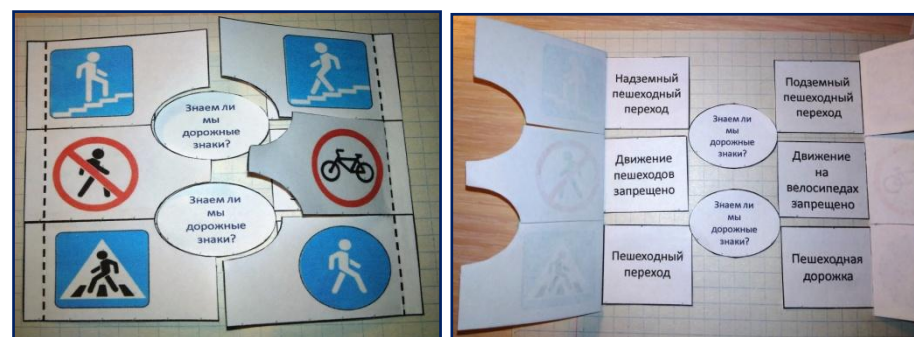 Знаем ли
мы
дорожные
знаки?
Знаем ли
мы
дорожные
знаки?
Надземный
пешеходный
переход
Подземный
пешеходный
переход
Знаем ли
мы
дорожные
знаки?
Движение
пешеходов
запрещено
Движение
на
велосипедах
запрещено
Знаем ли
мы
дорожные
знаки?
Пешеходный
переход
Пешеходная
дорожка